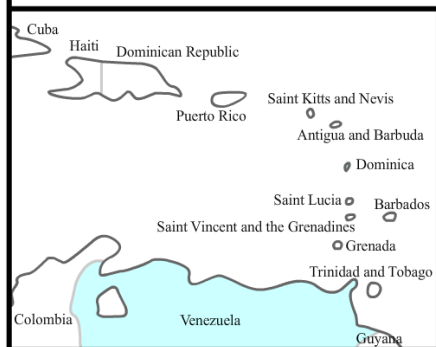 Cuba
Haiti
Dominican Republic
Puerto Rico
Saint Kitts and Nevis
Antigua and Barbuda
Dominica
Saint Lucia
Barbados
Saint Vincent and the Grenadines
Grenada
Trinidad and Tobago
Colombia
Venezuela
Guyana